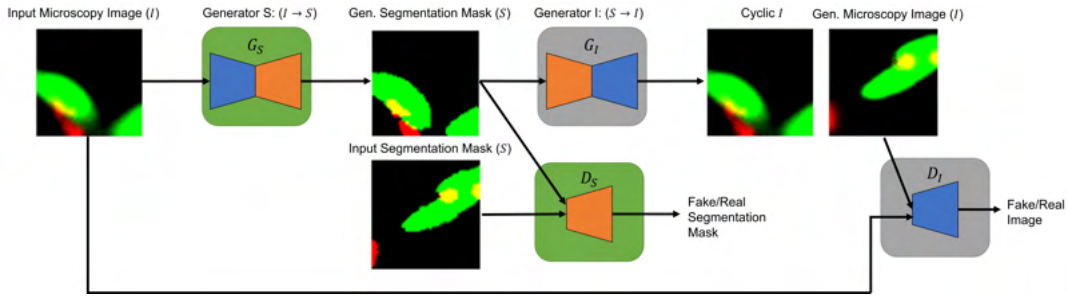 Input Microscopy Image (I)
Generator S: (I → S)
Gen. Segmentation Mask (S)
Generator I: (S → I)
Cyclic I
Gen. Microscopy Image (I)
G_S
G_I
Input Segmentation Mask (S)
D_S
D_I
Fake/Real
Segmentation
Mask
Fake/Real
Image